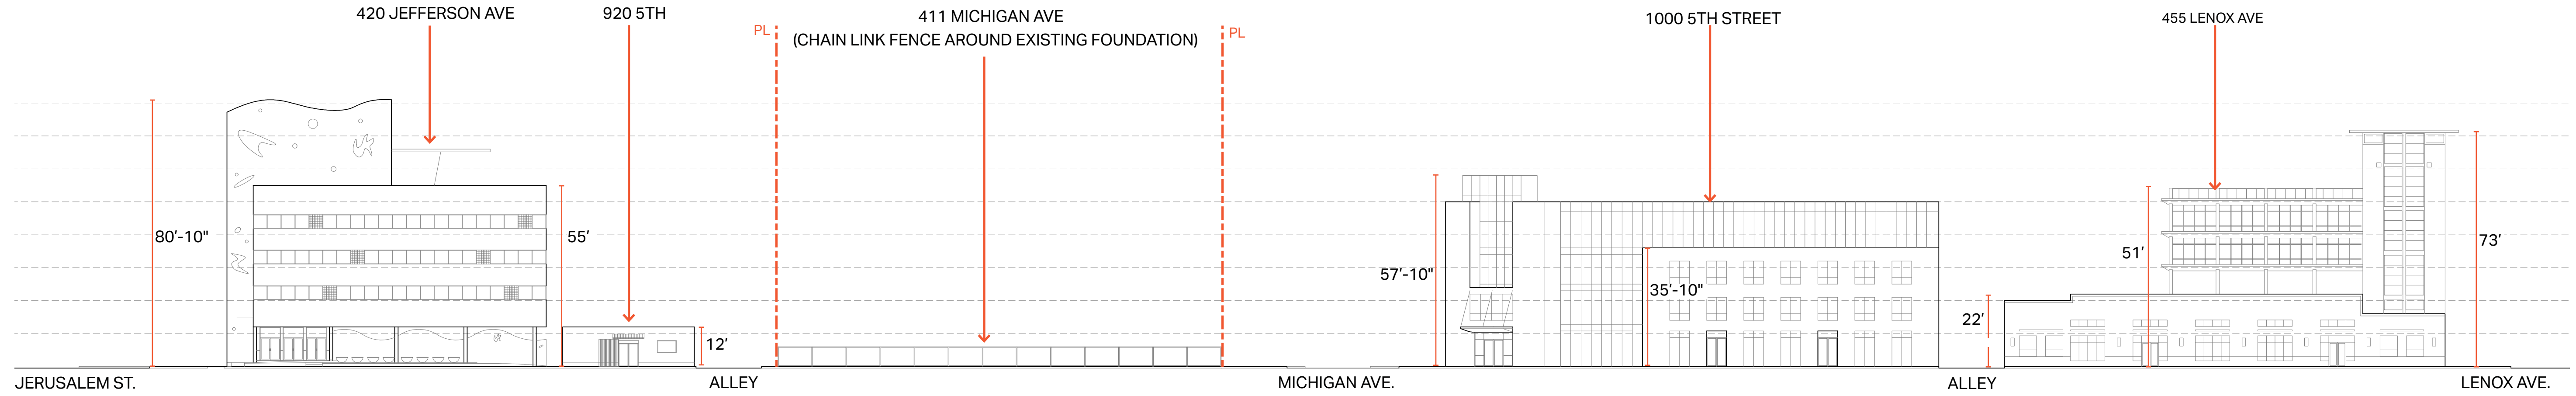 420 JEFFERSON AVE
920 5TH
411 MICHIGAN AVE
(CHAIN LINK FENCE AROUND EXISTING FOUNDATION)
1000 5TH STREET
455 LENOX AVE
PL
PL
80'-10"
55'
12'
57'-10"
35'-10"
22'
51'
73'
JERUSALEM ST.
ALLEY
MICHIGAN AVE.
ALLEY
LENOX AVE.